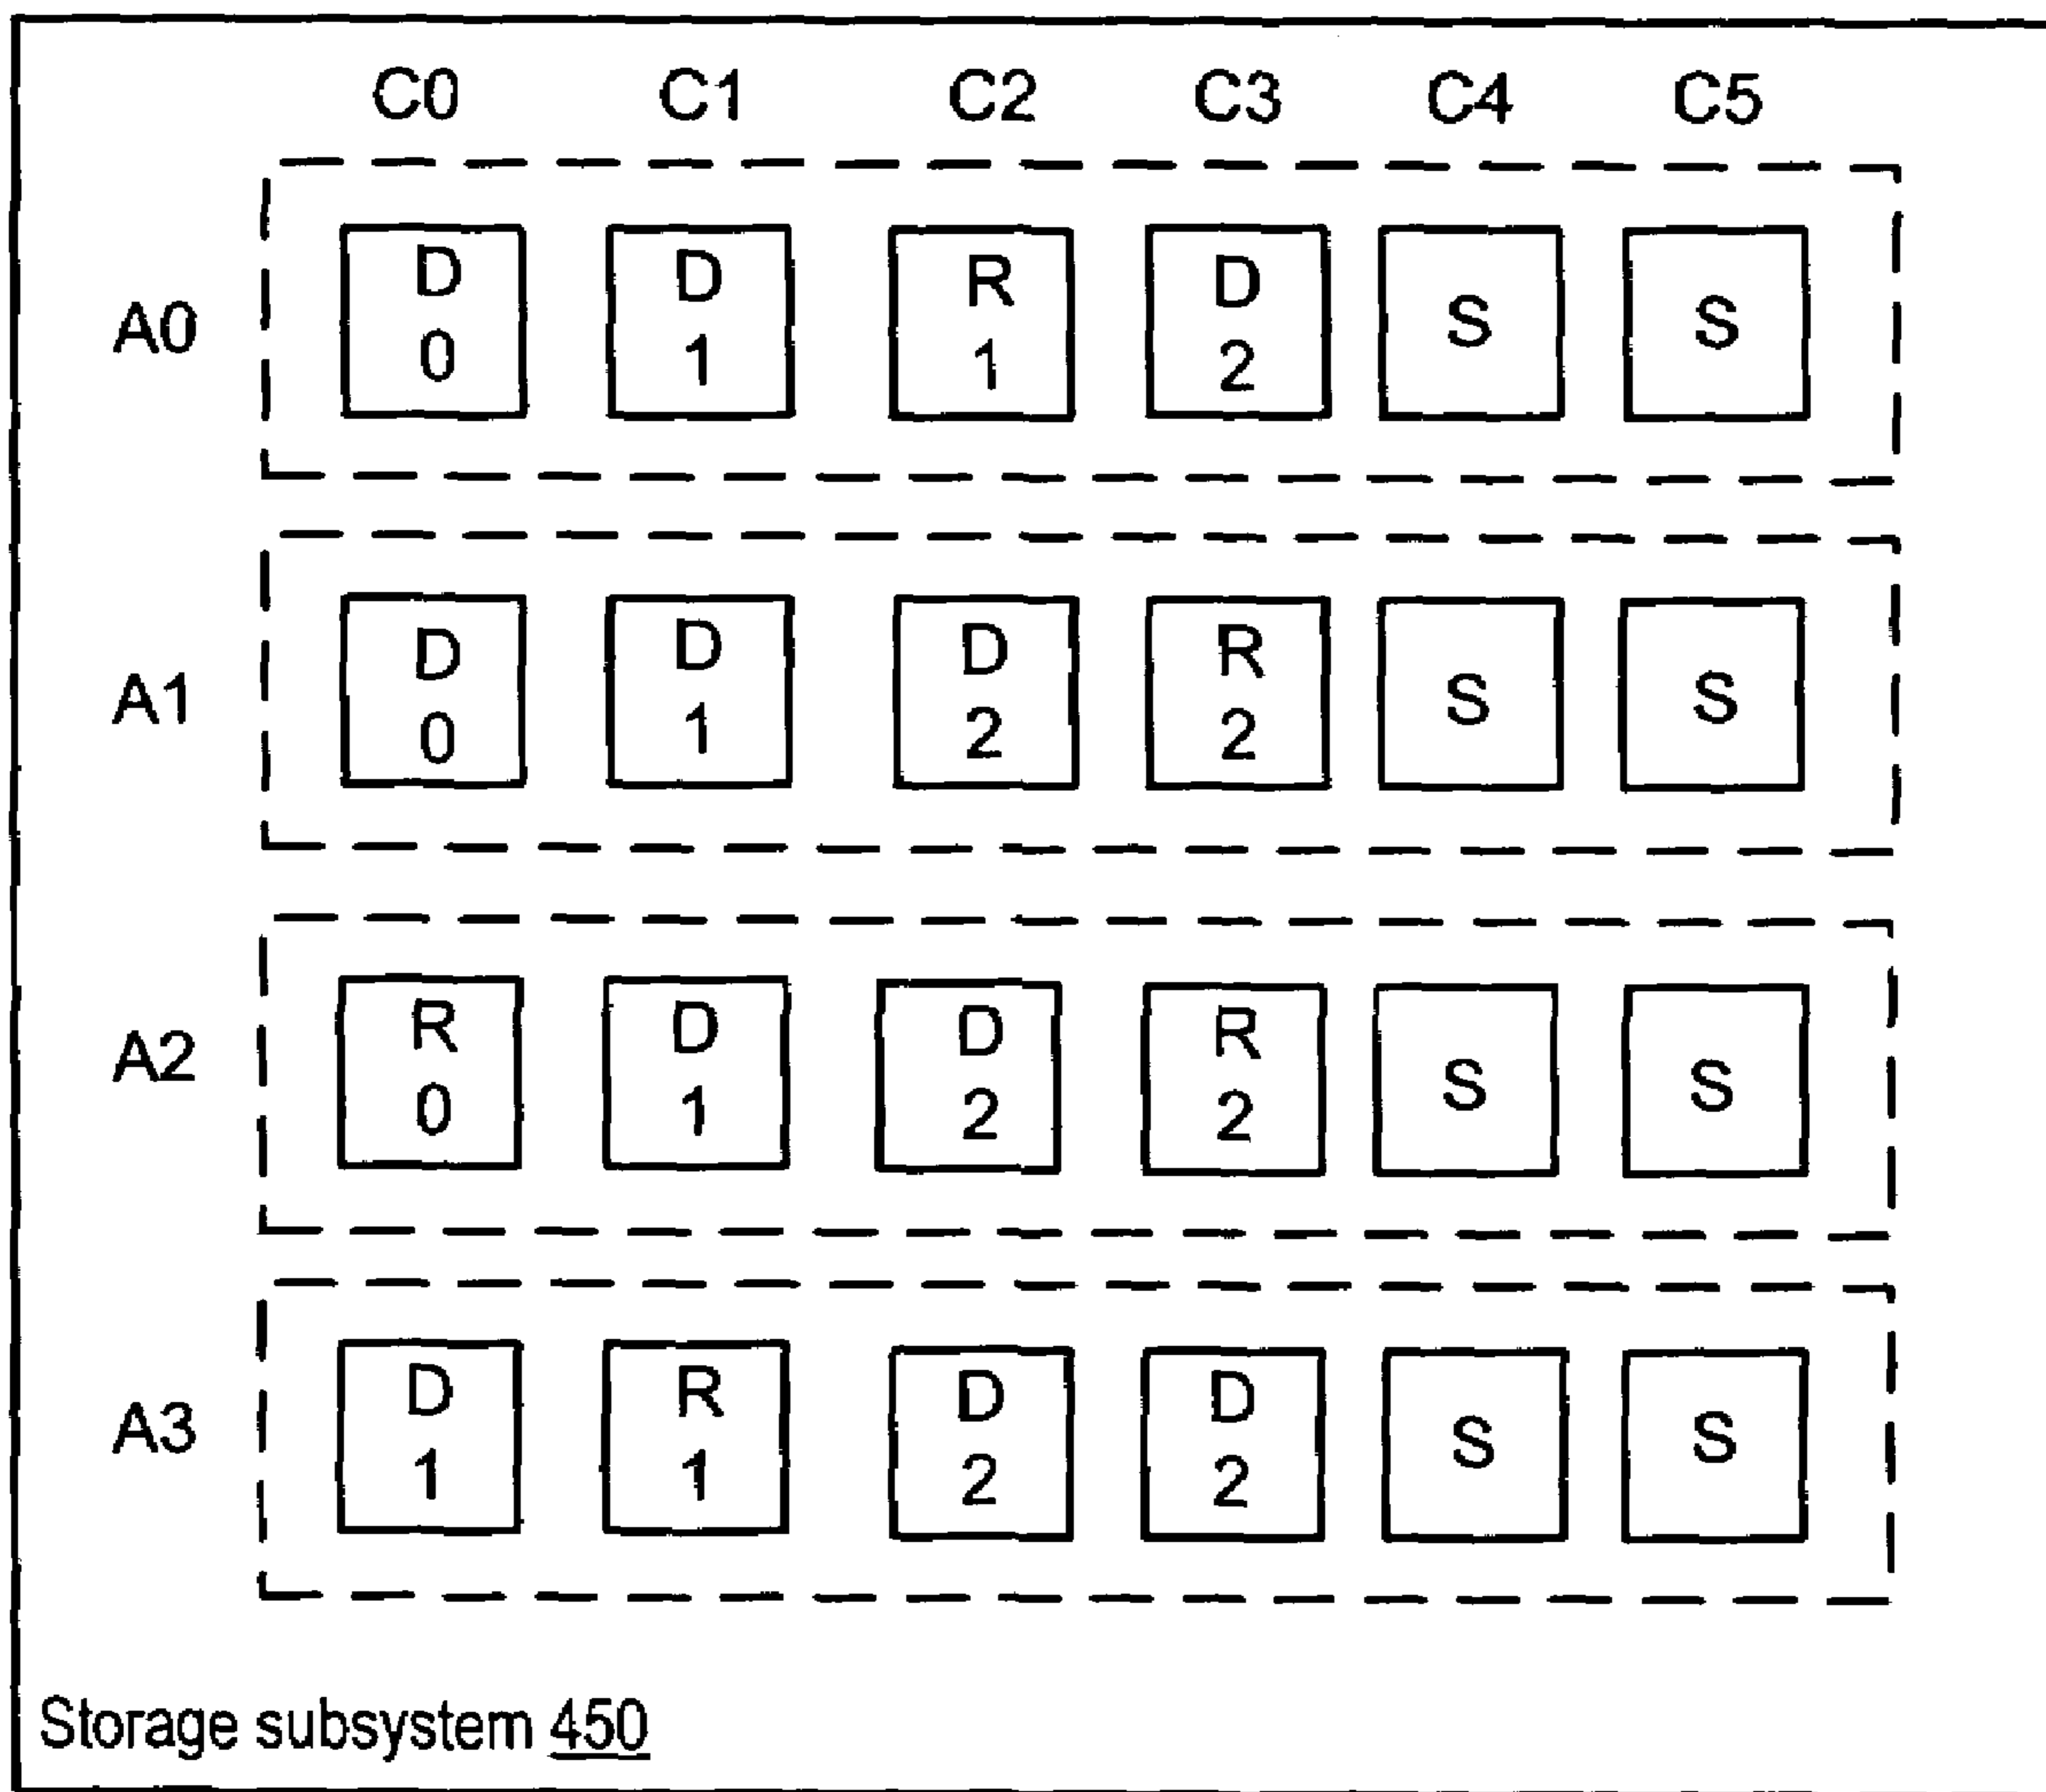 C0 C1 C2 C3 C4 C5
A0
D D R D S S
0 1 1 2
A1
D D D R S S
0 1 2 2
A2
R D D R S S
0 1 2 2
A3
D R D D S S
1 1 2 2
Storage subsystem 450